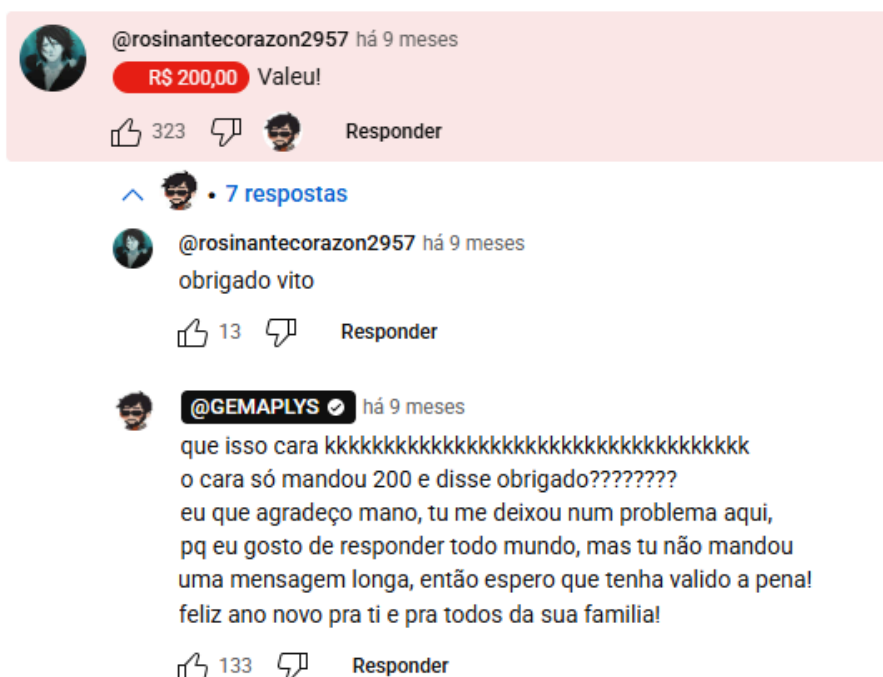 @rosinantecorazon2957 há 9 meses
R$ 200,00 Valeu!
323 Responder
• 7 respostas
@rosinantecorazon2957 há 9 meses
obrigado vito
13 Responder
@GEMAPLYS há 9 meses
que isso cara kkkkkkkkkkkkkkkkkkkkkkkkkkkkkkkkkkkk
o cara só mandou 200 e disse obrigado????????
eu que agradeço mano, tu me deixou num problema aqui,
pq eu gosto de responder todo mundo, mas tu não mandou
uma mensagem longa, então espero que tenha valido a pena!
feliz ano novo pra ti e pra todos da sua familia!
133 Responder